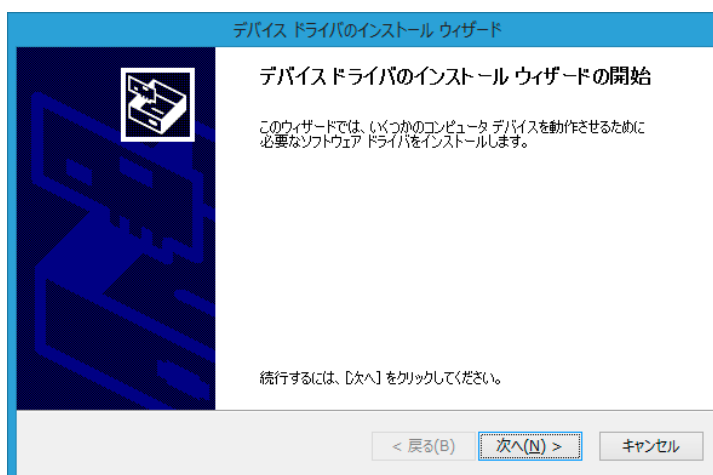 デバイス ドライバのインストール ウィザード
デバイス ドライバのインストール ウィザードの開始
このウィザードでは、いくつかのコンピュータ デバイスを動作させるために
必要なソフトウェア ドライバをインストールします。
続行するには、[次へ] をクリックしてください。
< 戻る(B) 次へ(N) > キャンセル